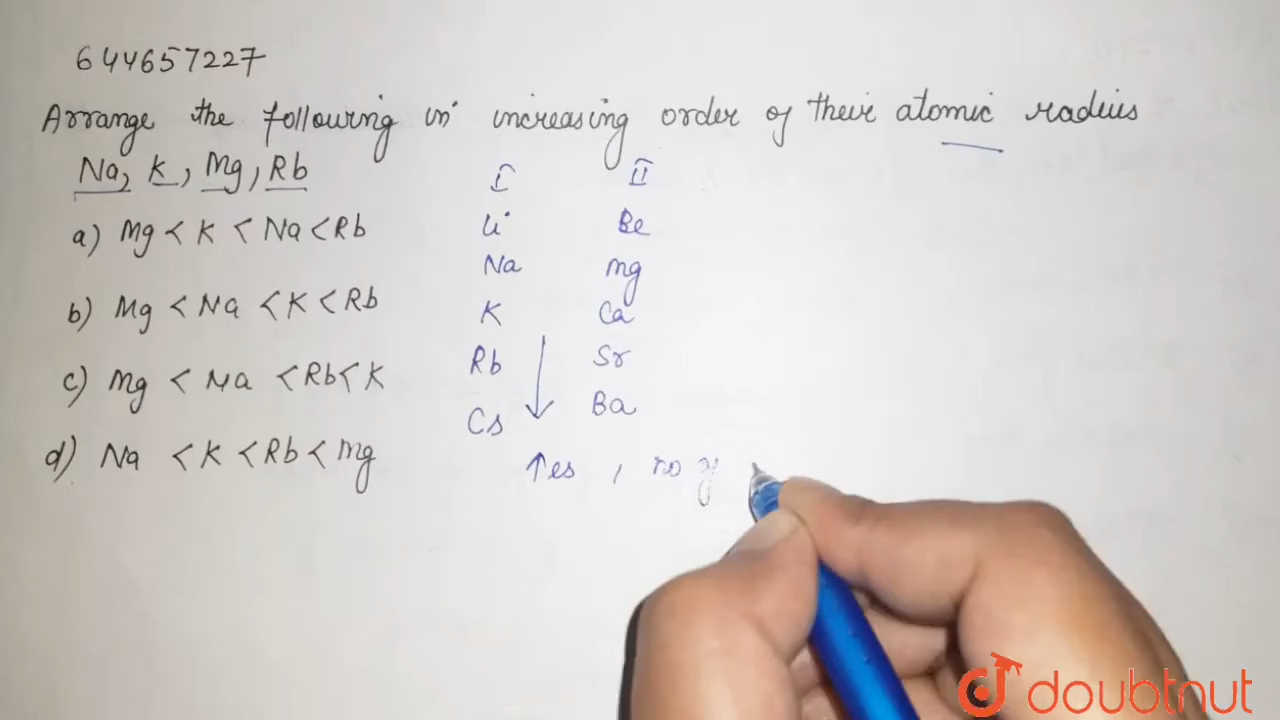 644657227
Arrange the following in increasing order of their atomic radius
Na, K, Mg, Rb
a) Mg < K < Na < Rb
b) Mg < Na < K < Rb
c) Mg < Na < Rb < K
d) Na < K < Rb < Mg
I II
Li Be
Na Mg
K Ca
Rb Sr
Cs Ba
↑es, no
doubtnut